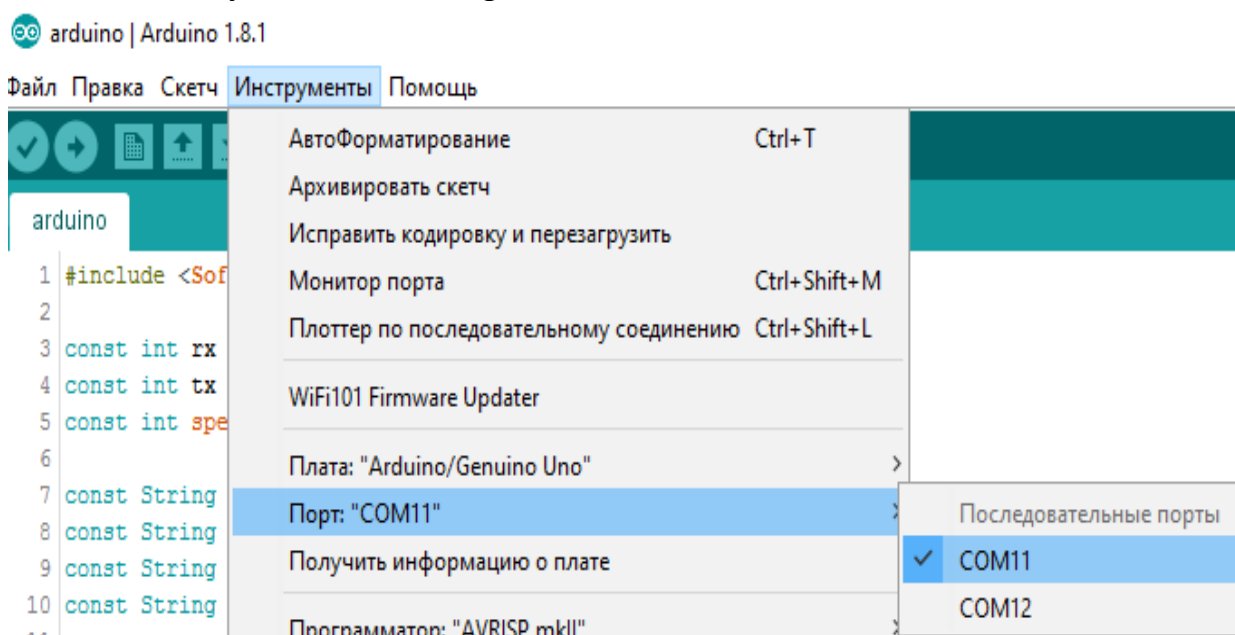 arduino | Arduino 1.8.1
Файл Правка Скетч Инструменты Помощь
АвтоФорматирование Ctrl+T
Архивировать скетч
arduino
Исправить кодировку и перезагрузить
1 #include <Sof
Монитор порта Ctrl+Shift+M
2
Плоттер по последовательному соединению Ctrl+Shift+L
3 const int rx
4 const int tx
WiFi101 Firmware Updater
5 const int spe
6
Плата: "Arduino/Genuino Uno"
7 const String
Порт: "COM11"
Последовательные порты
8 const String
9 const String
Получить информацию о плате
COM11
10 const String
COM12
Программатор: "AVRISP mkII"